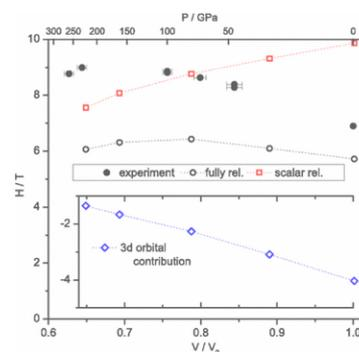 P / GPa
300 250 200 150 100 50 0
10
8
6
4
2
0
H / T
experiment fully rel. scalar rel.
-2
-4
3d orbital
contribution
0.6 0.7 0.8 0.9 1.0
V / V₀